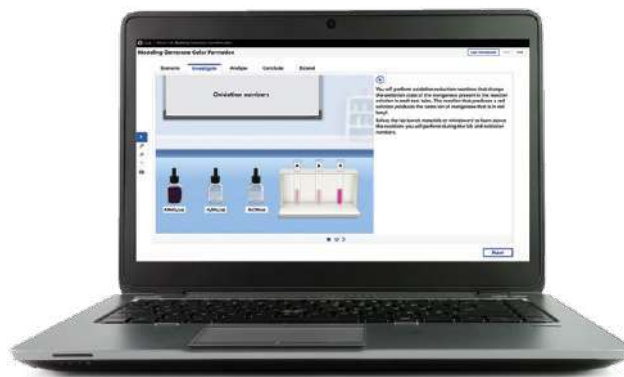 Modeling Gemstone Color Formation
Scenario Investigate Analyze Conclude Extend
Oxidation numbers
You will perform oxidation-reduction reactions that change
the oxidation state of the manganese present in the reaction
solution in each test tube. The reaction that produces a red
solution produces the same ion of manganese that is in red
beryl.
Select the lab bench materials or whiteboard to learn about
the reactions you will perform during the lab and oxidation
numbers.
A B C
Reset